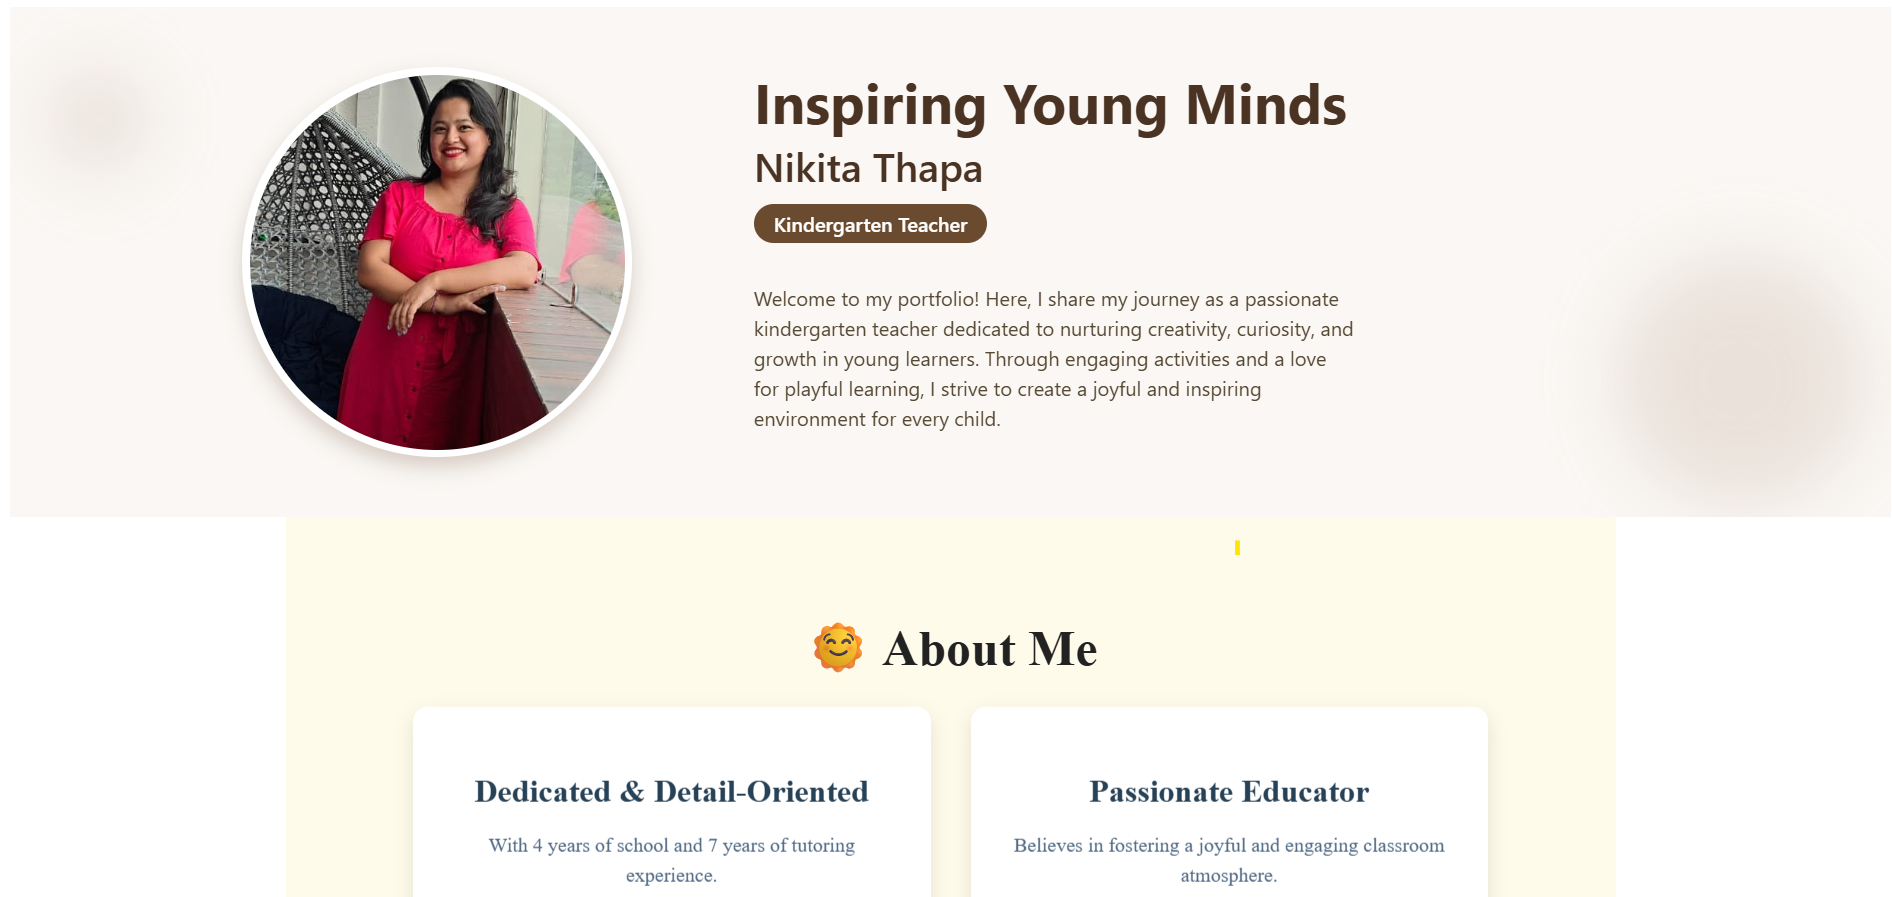 Inspiring Young Minds
Nikita Thapa
Kindergarten Teacher
Welcome to my portfolio! Here, I share my journey as a passionate
kindergarten teacher dedicated to nurturing creativity, curiosity, and
growth in young learners. Through engaging activities and a love
for playful learning, I strive to create a joyful and inspiring
environment for every child.
About Me
Dedicated & Detail-Oriented
With 4 years of school and 7 years of tutoring
experience.
Passionate Educator
Believes in fostering a joyful and engaging classroom
atmosphere.